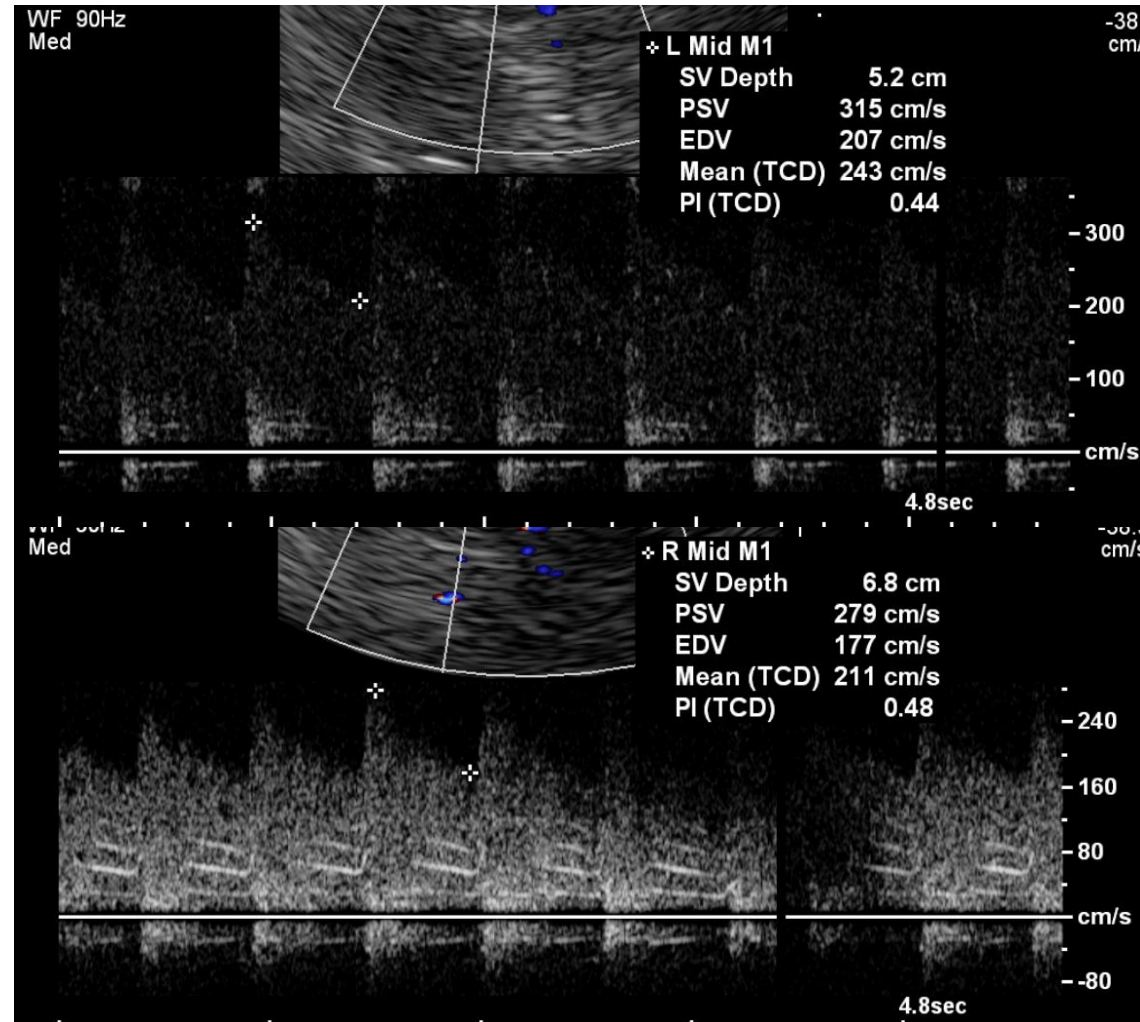 WF 90Hz
Med
-38
cm/
L Mid M1
SV Depth 5.2 cm
PSV 315 cm/s
EDV 207 cm/s
Mean (TCD) 243 cm/s
PI (TCD) 0.44
300
200
100
cm/s
4.8sec
Med
cm/s
R Mid M1
SV Depth 6.8 cm
PSV 279 cm/s
EDV 177 cm/s
Mean (TCD) 211 cm/s
PI (TCD) 0.48
240
160
80
cm/s
-80
4.8sec